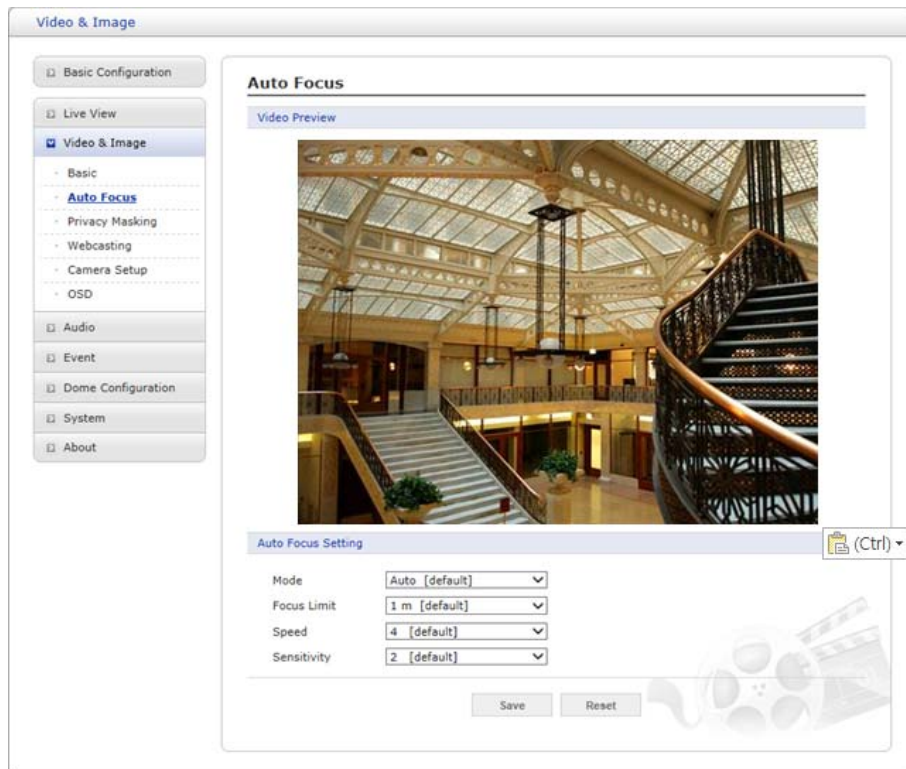 Video & Image
Basic Configuration
Live View
Video & Image
Basic
Auto Focus
Privacy Masking
Webcasting
Camera Setup
OSD
Audio
Event
Dome Configuration
System
About
Auto Focus
Video Preview
Auto Focus Setting
(Ctrl)
Mode Auto [default]
Focus Limit 1 m [default]
Speed 4 [default]
Sensitivity 2 [default]
Save Reset